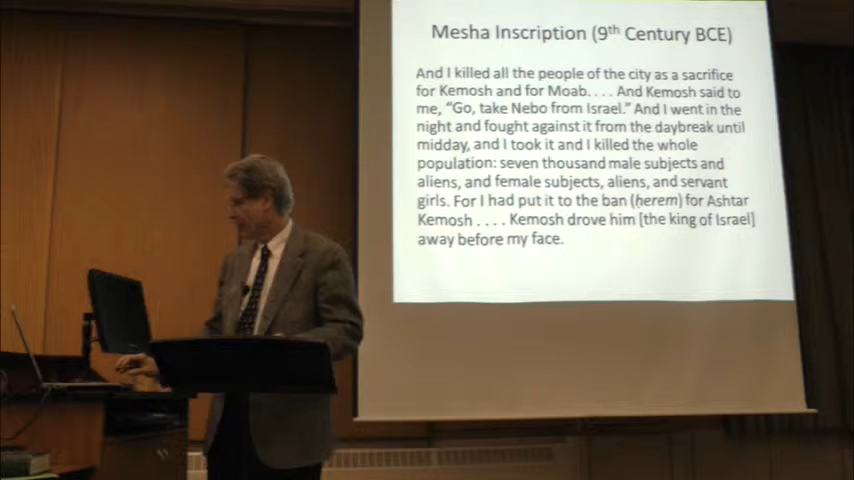 Mesha Inscription (9th Century BCE)
And I killed all the people of the city as a sacrifice
for Kemosh and for Moab. . . . And Kemosh said to
me, “Go, take Nebo from Israel.” And I went in the
night and fought against it from the daybreak until
midday, and I took it and I killed the whole
population: seven thousand male subjects and
aliens, and female subjects, aliens, and servant
girls. For I had put it to the ban (herem) for Ashtar
Kemosh . . . . Kemosh drove him [the king of Israel]
away before my face.